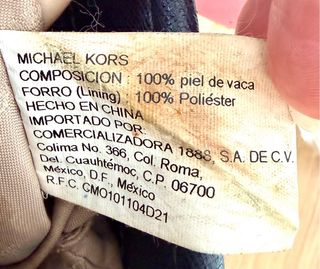 MICHAEL KORS
COMPOSICION : 100% piel de vaca
FORRO (Lining) : 100% Poliéster
HECHO EN CHINA
IMPORTADO POR:
COMERCIALIZADORA 1888, S.A. DE C.V.
Colima No. 366, Col. Roma,
Del. Cuauhtémoc, C.P. 06700
México, D.F., México
R.F.C. CMO101104D21